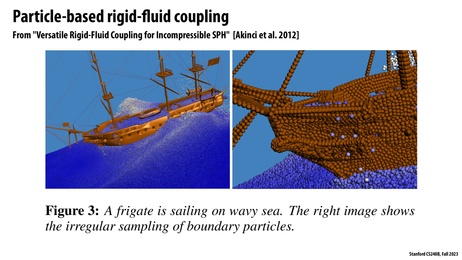 Particle-based rigid-fluid coupling
From "Versatile Rigid-Fluid Coupling for Incompressible SPH" [Akinci et al. 2012]
Figure 3: A frigate is sailing on wavy sea. The right image shows
the irregular sampling of boundary particles.
Stanford CS248B, Fall 2023